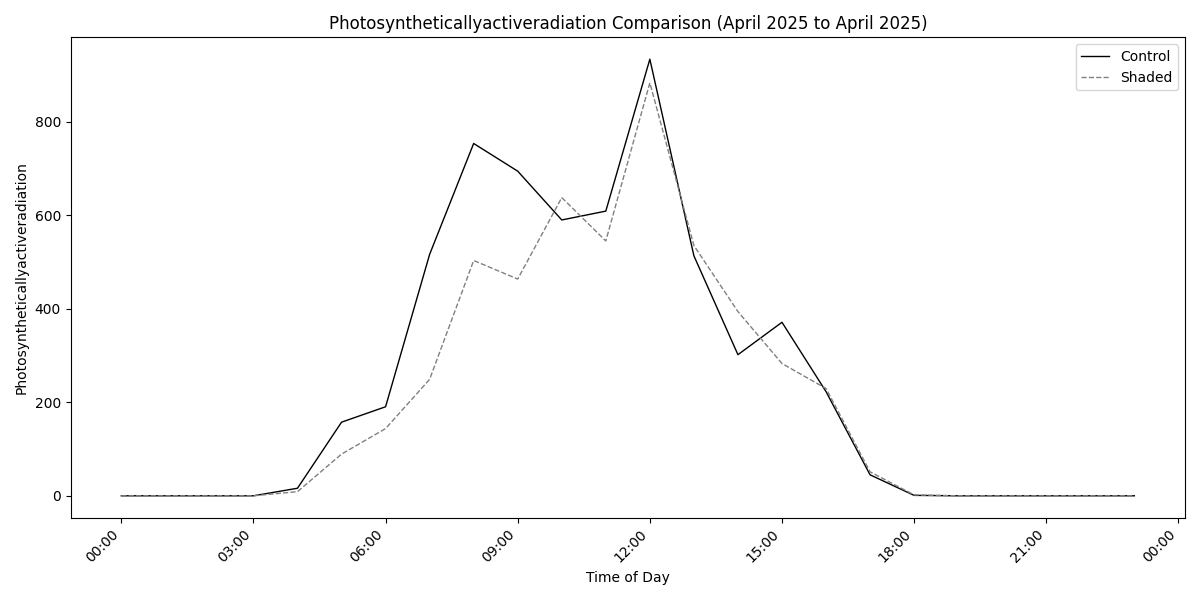 Photosyntheticallyactiveradiation Comparison (April 2025 to April 2025)
Control
Shaded
Photosyntheticallyactiveradiation
800
600
400
200
0
00:00
03:00
06:00
09:00
12:00
15:00
18:00
21:00
00:00
Time of Day